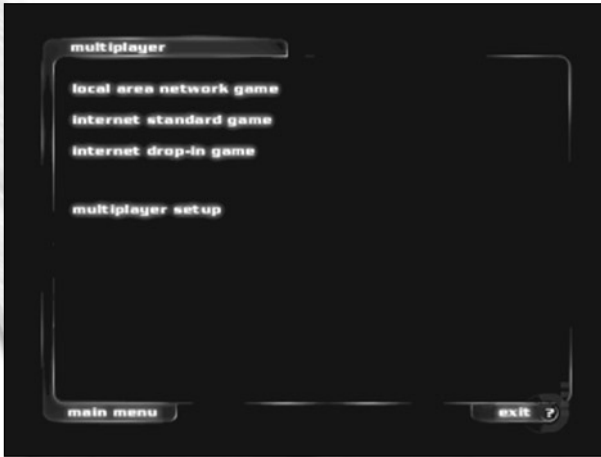 multiplayer
local area network game
internet standard game
internet drop-in game
multiplayer setup
main menu
exit ?